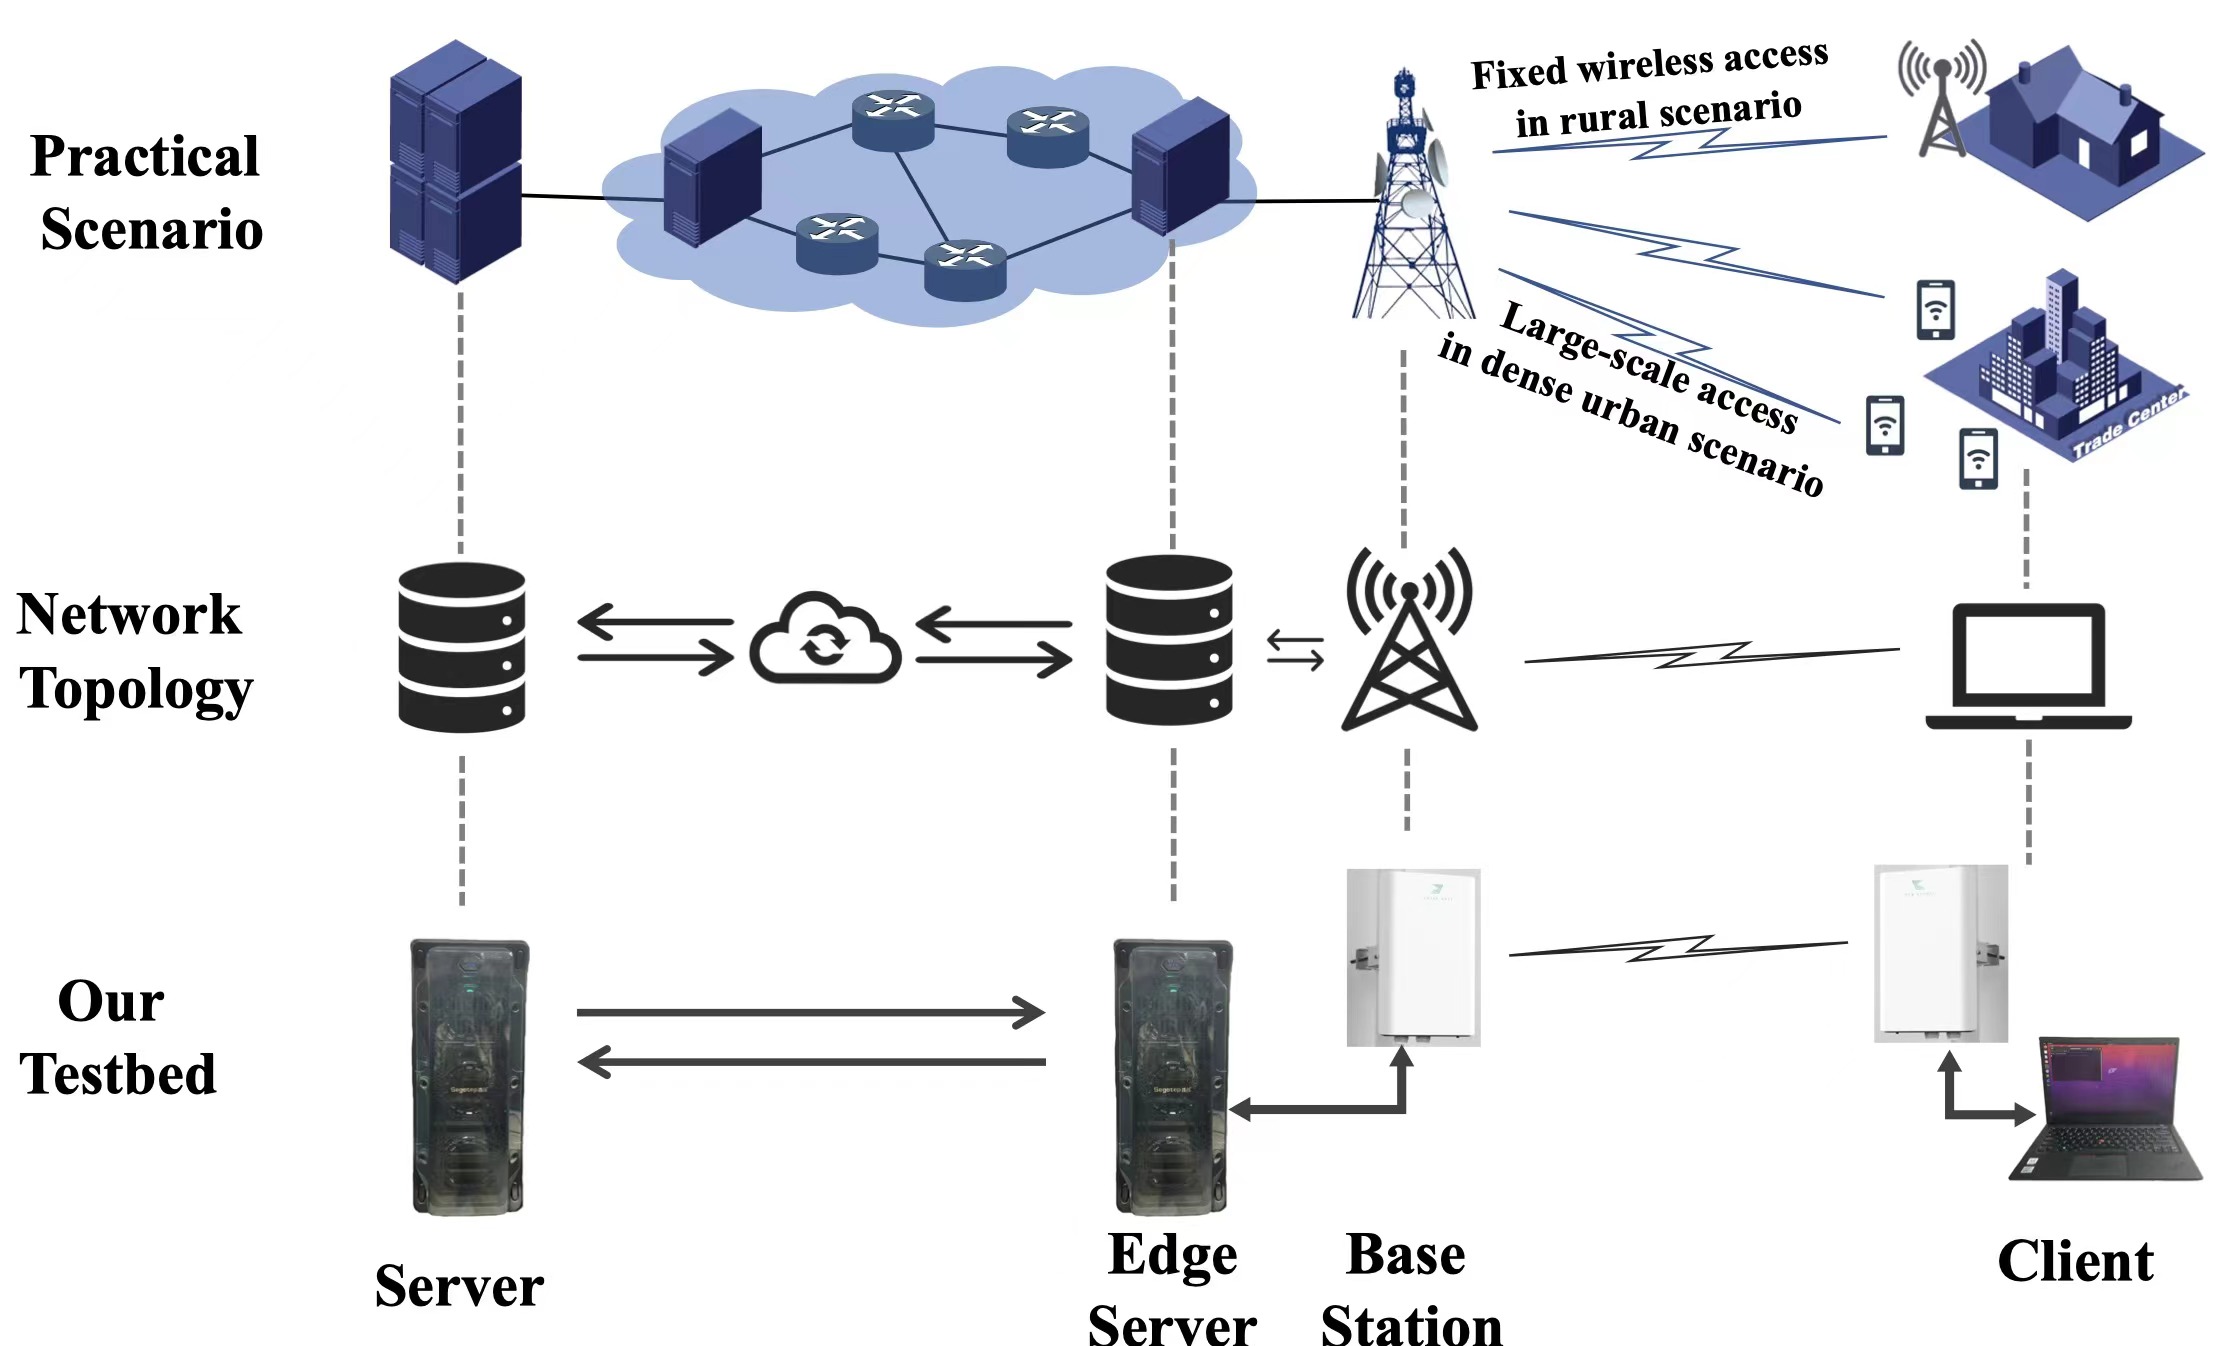 Practical
Scenario
Fixed wireless access
in rural scenario
Large-scale access
in dense urban scenario
Trade Center
Network
Topology
Our
Testbed
Server
Edge
Server
Base
Station
Client